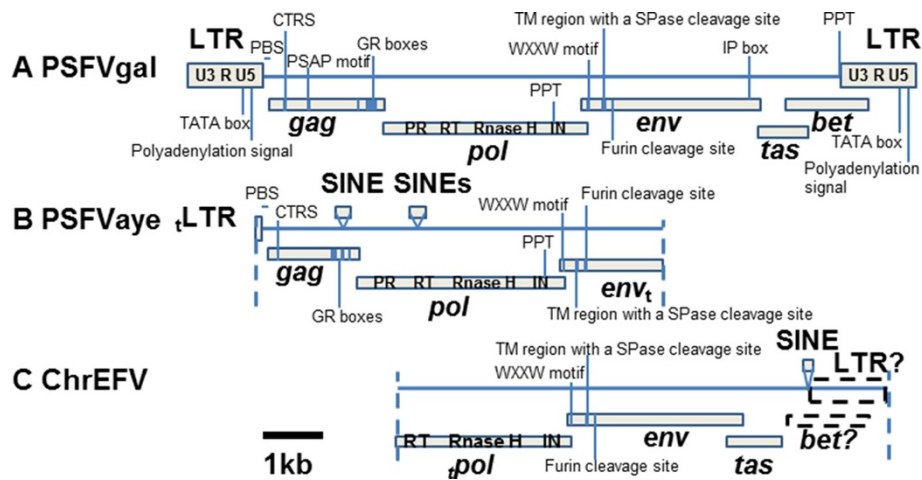 CTRS
TM region with a SPase cleavage site
PPT
LTR
PBS
GR boxes
WXXW motif
IP box
LTR
A PSFVgal
U3 R U5
PSAP motif
U3 R U5
PPT
TATA box
gag
env
bet
Polyadenylation signal
PR RT Rnase H IN
pol
Furin cleavage site
tas
TATA box
Polyadenylation
signal
PBS
SINE SINEs
Furin cleavage site
B PSFVaye tLTR
CTRS
WXXW motif
PPT
gag
PR RT Rnase H IN
pol
envt
GR boxes
TM region with a SPase cleavage site
SINE
TM region with a SPase cleavage site
LTR?
C ChrEFV
WXXW motif
RT Rnase H IN
env
bet?
1kb
tpol
Furin cleavage site
tas